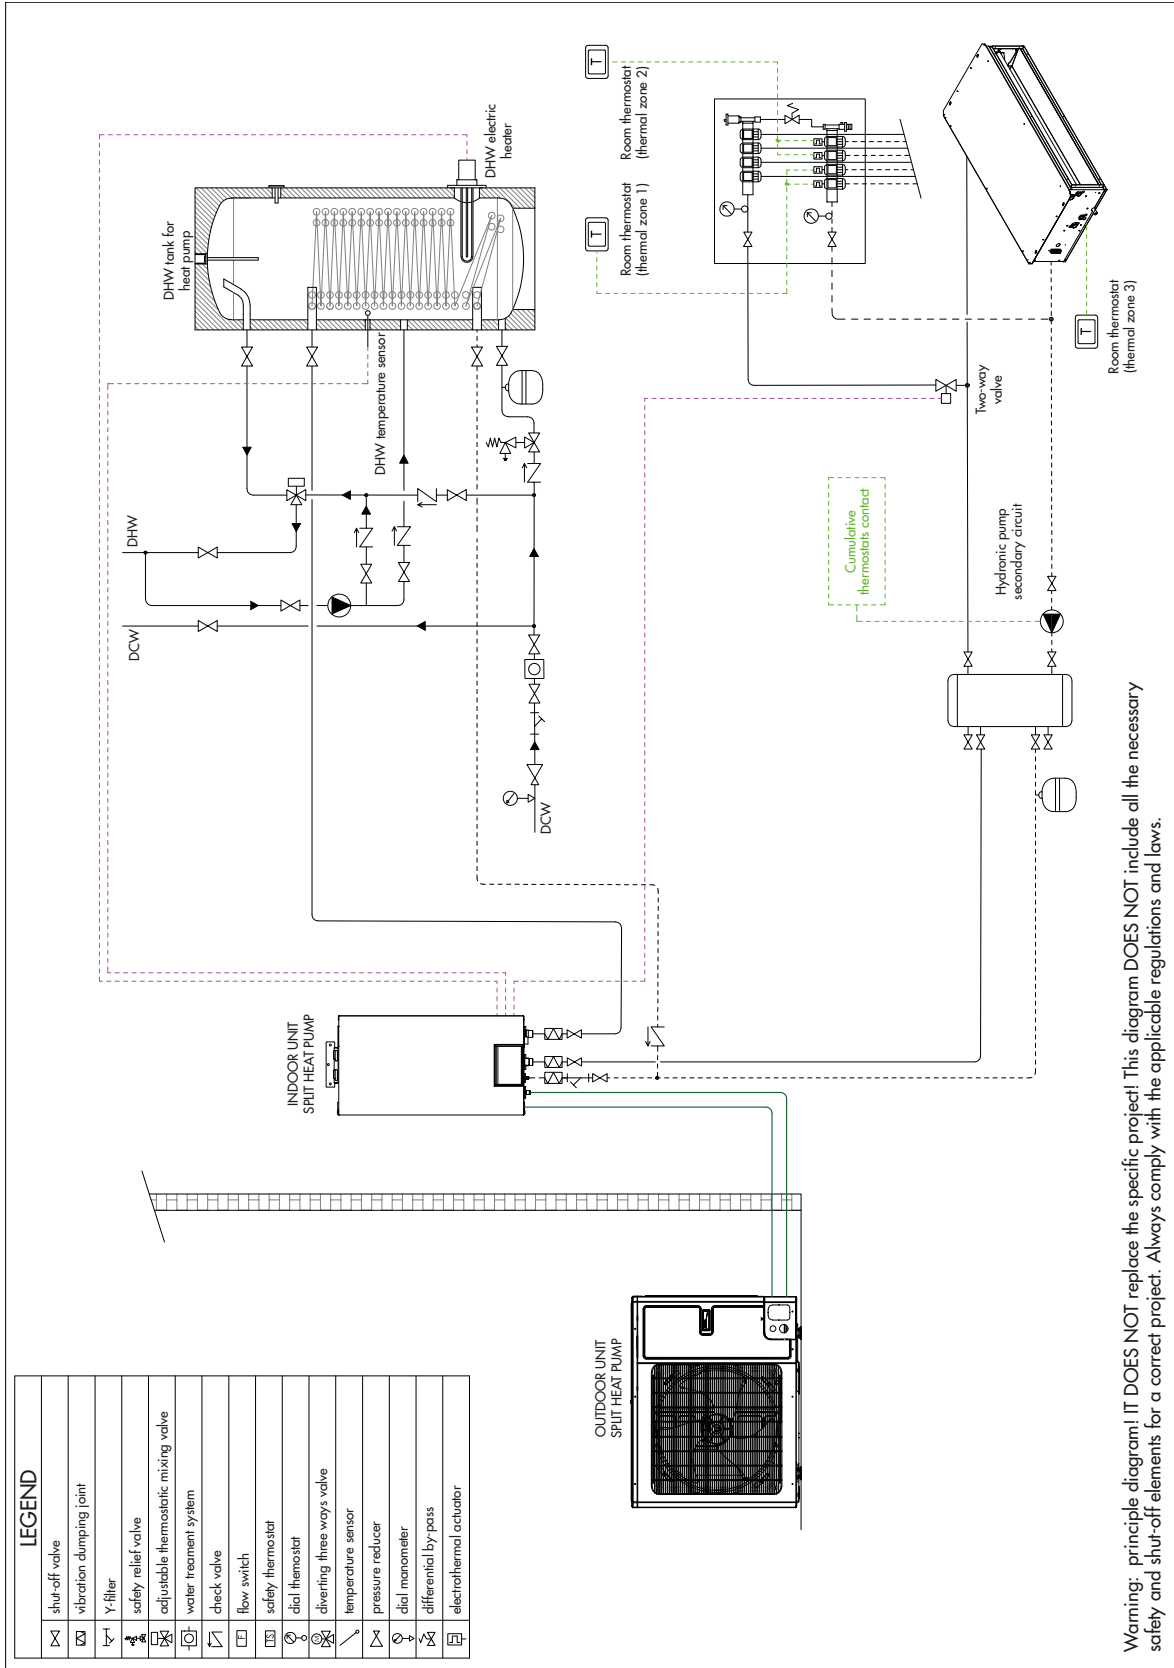 LEGEND
shut-off valve
vibration dumping joint
Y-filter
safety relief valve
adjustable thermostatic mixing valve
water treament system
check valve
F
flow switch
TS
safety thermostat
dial themostat
M
diverting three ways valve
temperature sensor
pressure reducer
dial manometer
differential by-pass
electrothermal actuator
OUTDOOR UNIT
SPLIT HEAT PUMP
INDOOR UNIT
SPLIT HEAT PUMP
DCW
DHW
DCW
DHW tank for
heat pump
DHW temperature sensor
DHW electric
heater
T
Room thermostat
(thermal zone 1)
T
Room thermostat
(thermal zone 2)
T
Room thermostat
(thermal zone 3)
Two-way
valve
Cumulative
thermostats contact
Hydronic pump
secondary circuit
Warning: principle diagram! IT DOES NOT replace the specific project! This diagram DOES NOT include all the necessary
safety and shut-off elements for a correct project. Always comply with the applicable regulations and laws.